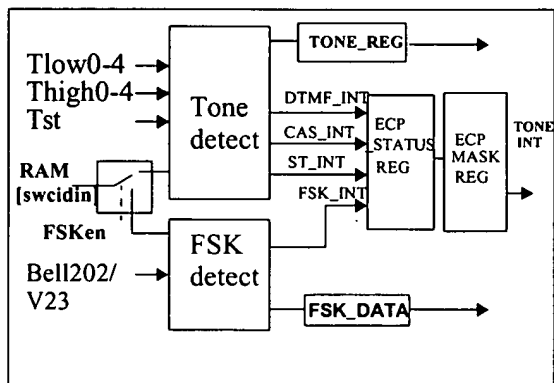 TONE_REG
Tlow0-4
Thigh0-4
Tst
Tone
detect
DTMF_INT
CAS_INT
ST_INT
FSK_INT
ECP
STATUS
REG
ECP
MASK
REG
TONE
INT
RAM
[swcidin]
FSKen
FSK
detect
Bell202/
V23
FSK_DATA